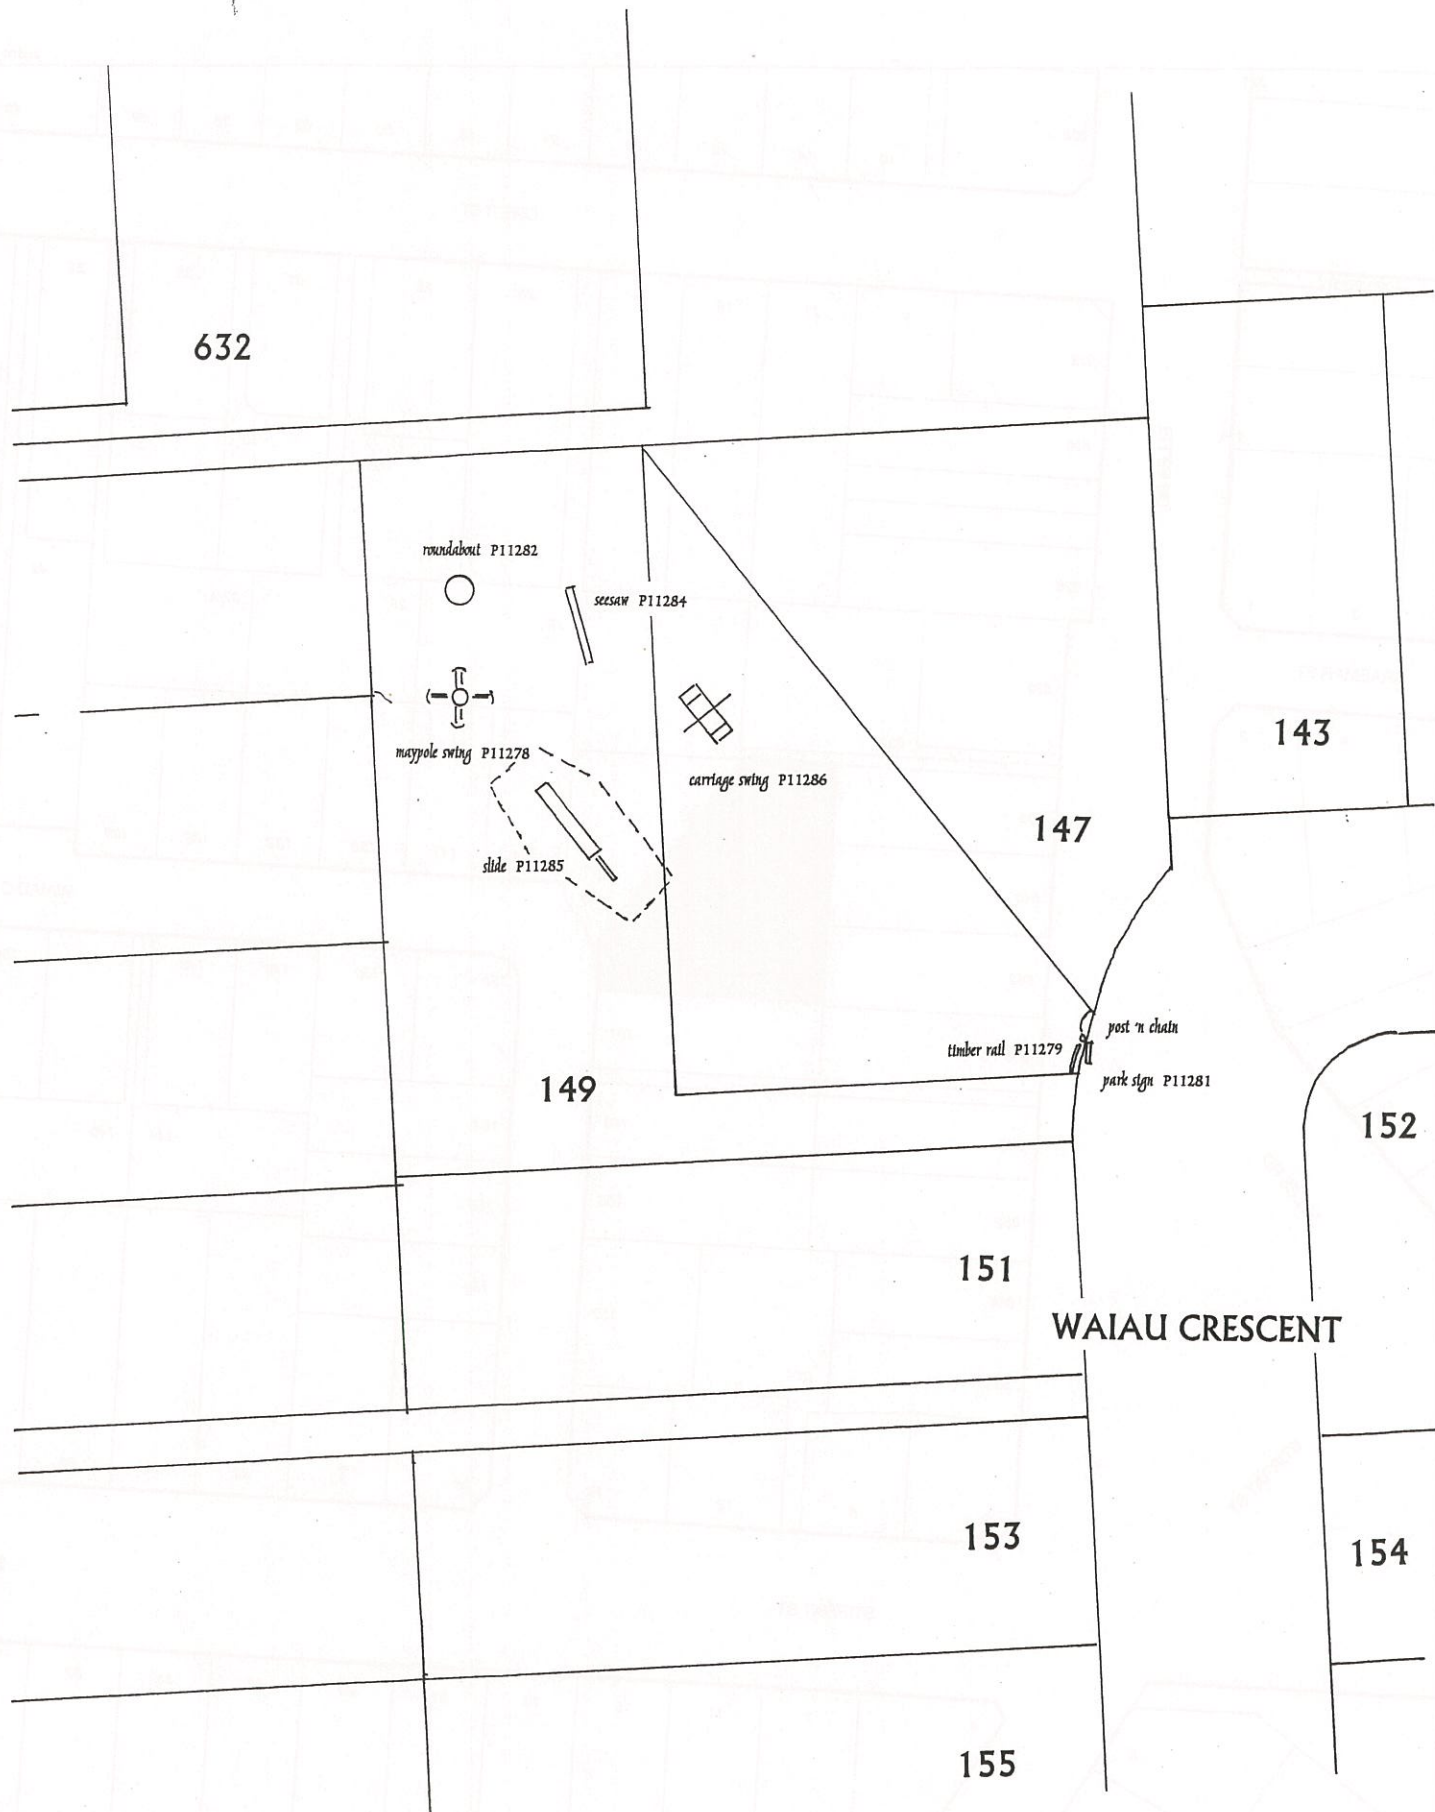 632
roundabout P11282
seesaw P11284
maypole swing P11278
143
carriage swing P11286
147
slide P11285
post 'n chain
timber rail P11279
park sign P11281
149
152
151
WAIAU CRESCENT
153
154
155